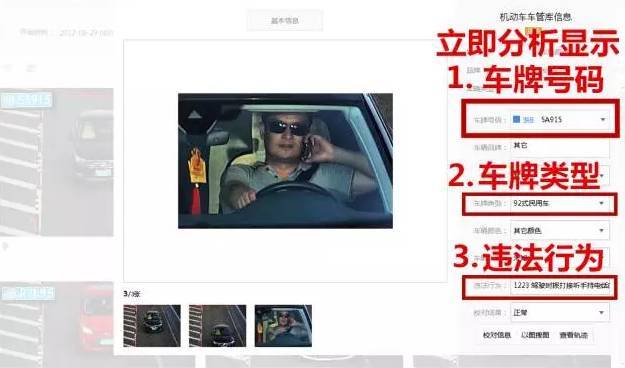 基本信息
机动车车管库信息
立即分析显示
1. 车牌号码
车牌号码: SA915
车辆品牌: 其它
2.车牌类型
车牌类型: 92式民用车
车辆颜色: 其它颜色
3.违法行为
违法行为: 1223 驾驶时拨打接听手持电话
3/3张
校对结果: 正常
校对信息 以图搜图 查看轨迹